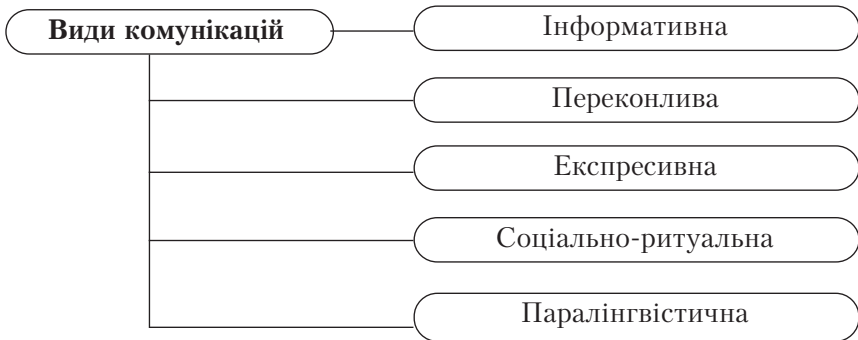 Види комунікацій
Інформативна
Переконлива
Експресивна
Соціально-ритуальна
Паралінгвістична